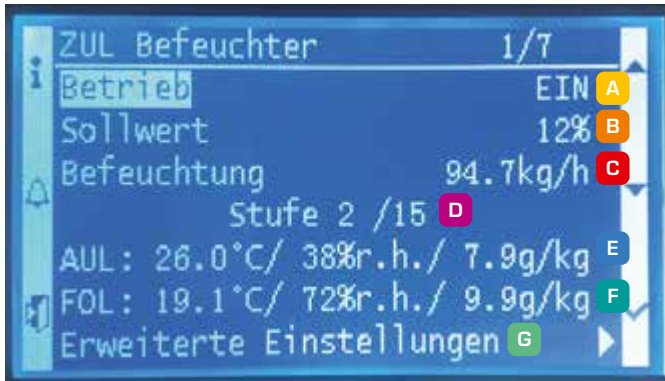 ZUL Befeuchter 1/7
Betrieb EIN A
Sollwert 12% B
Befeuchtung 94.7kg/h C
Stufe 2 /15 D
AUL: 26.0°C/ 38%r.h./ 7.9g/kg E
FOL: 19.1°C/ 72%r.h./ 9.9g/kg F
Erweiterte Einstellungen G